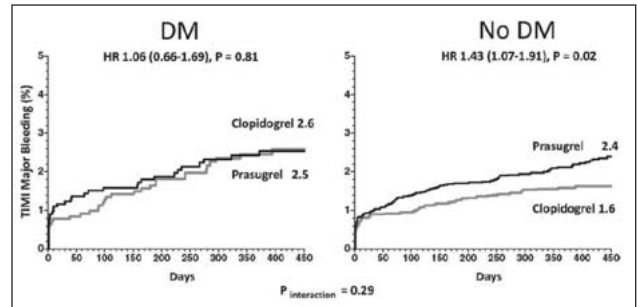 DM
HR 1.06 (0.66-1.69), P = 0.81
TIMI Major Bleeding (%)
5
4
3
2
1
0
Clopidogrel 2.6
Prasugrel 2.5
0 50 100 150 200 250 300 350 400 450
Days
No DM
HR 1.43 (1.07-1.91), P = 0.02
5
4
3
2
1
0
Prasugrel 2.4
Clopidogrel 1.6
0 50 100 150 200 250 300 350 400 450
Days
P interaction = 0.29